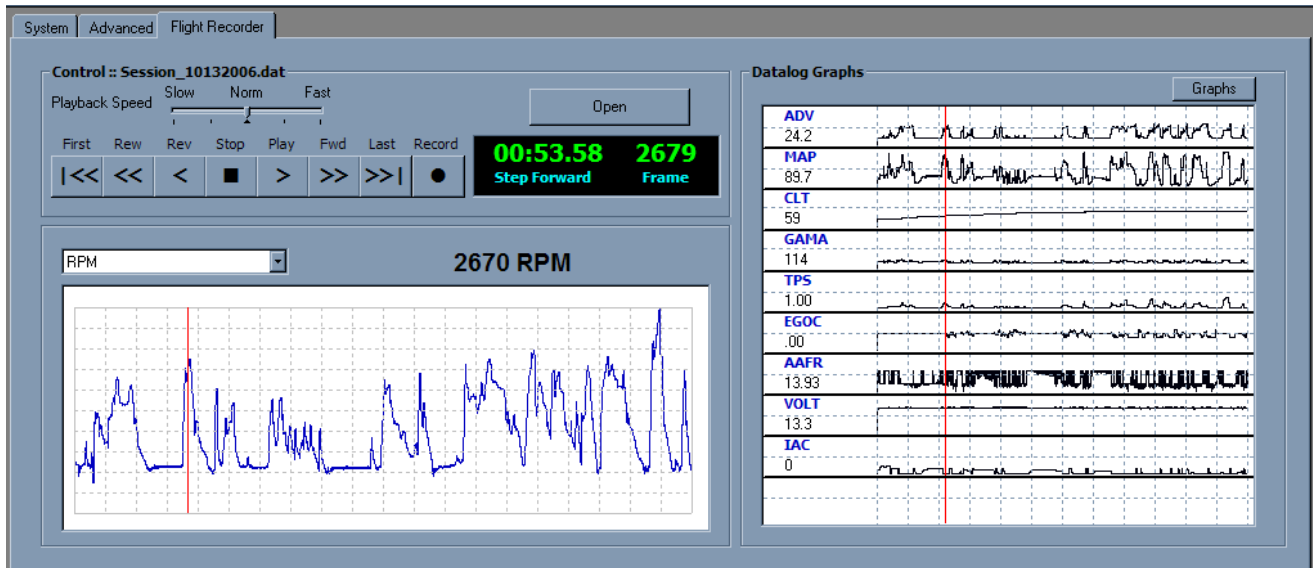 System Advanced Flight Recorder
Control :: Session_10132006.dat
Playback Speed Slow Norm Fast
Open
First Rew Rev Stop Play Fwd Last Record
|<< << < ■ > >> >>| ●
00:53.58 2679
Step Forward Frame
RPM
2670 RPM
Datalog Graphs
Graphs
ADV
24.2
MAP
89.7
CLT
59
GAMA
114
TPS
1.00
EGOC
.00
AAFR
13.93
VOLT
13.3
IAC
0